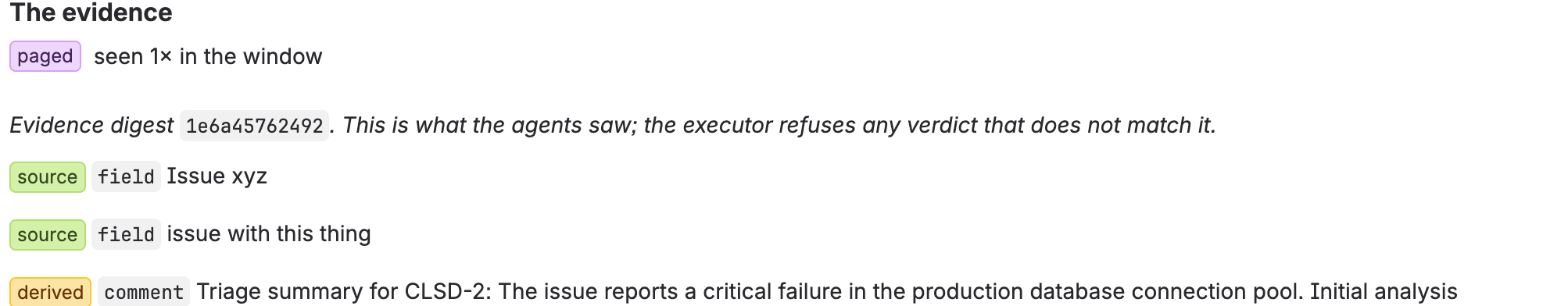 The evidence
paged seen 1× in the window
Evidence digest 1e6a45762492. This is what the agents saw; the executor refuses any verdict that does not match it.
source field Issue xyz
source field issue with this thing
derived comment Triage summary for CLSD-2: The issue reports a critical failure in the production database connection pool. Initial analysis